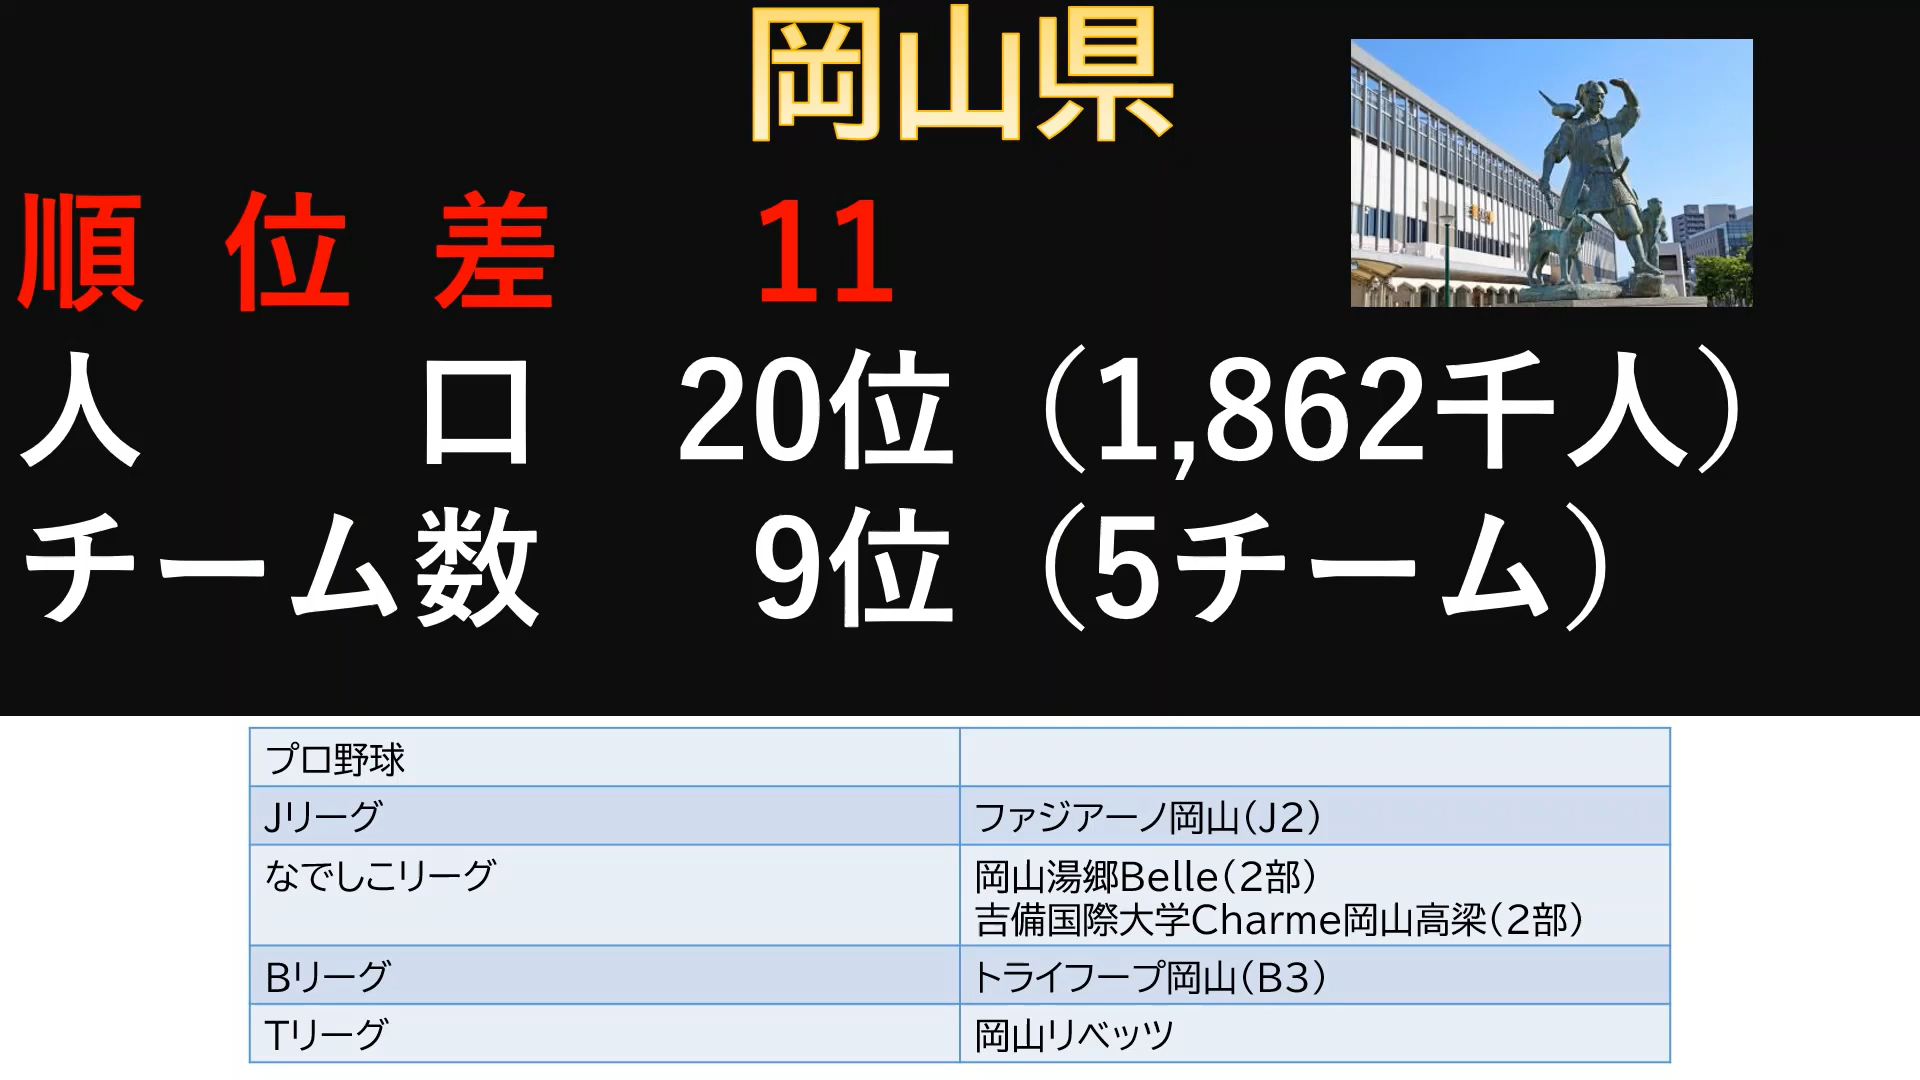 岡山県
順位差 11
人口 20位（1,862千人）
チーム数 9位（5チーム）
プロ野球
Jリーグ ファジアーノ岡山（J2）
なでしこリーグ 岡山湯郷Belle（2部）
吉備国際大学Charme岡山高梁（2部）
Bリーグ トライフープ岡山（B3）
Tリーグ 岡山リベッツ